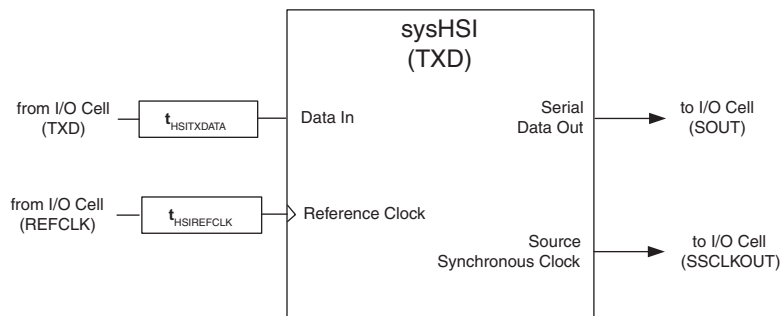 sysHSI
(TXD)
from I/O Cell
(TXD)
tHSITXDATA
Data In
Serial
Data Out
to I/O Cell
(SOUT)
from I/O Cell
(REFCLK)
tHSIREFCLK
Reference Clock
Source
Synchronous Clock
to I/O Cell
(SSCLKOUT)